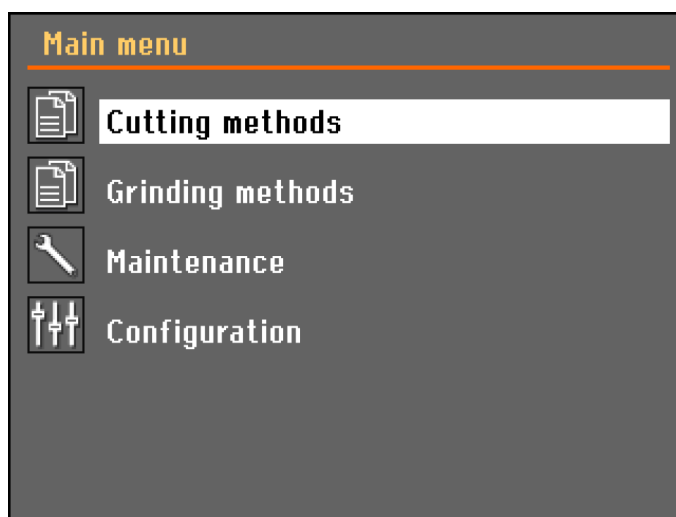 Main menu
Cutting methods
Grinding methods
Maintenance
Configuration